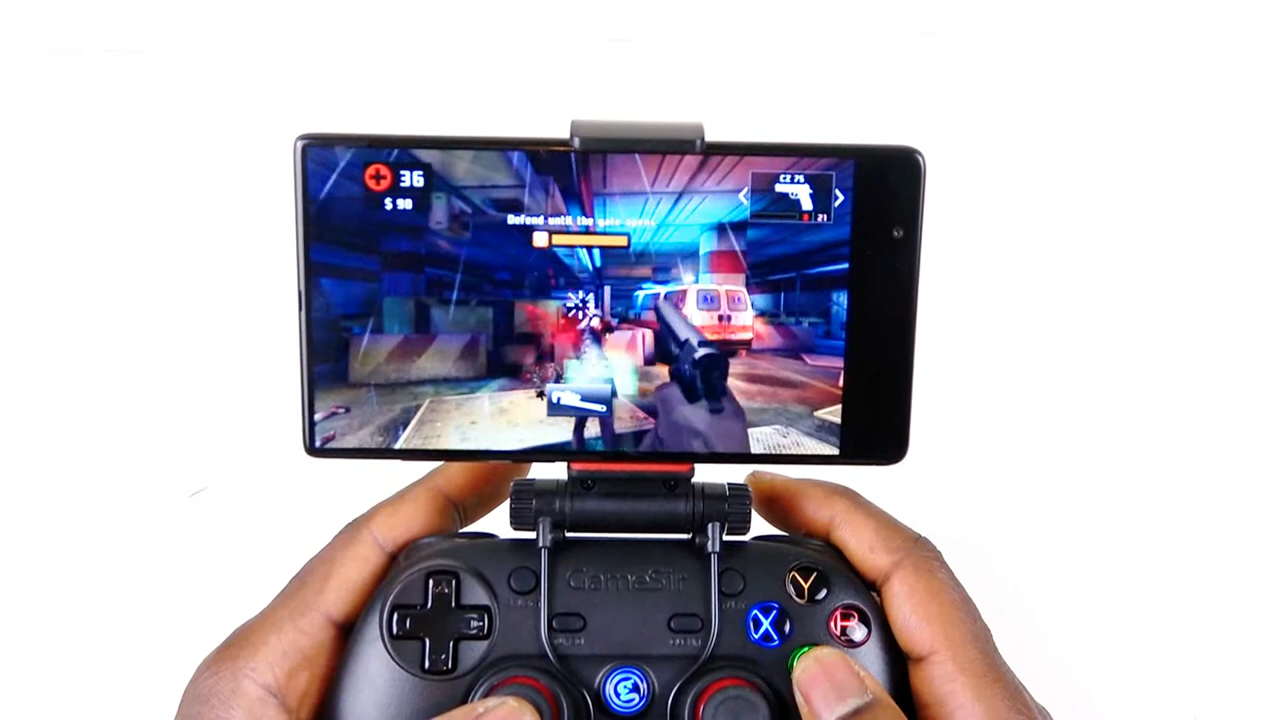 36
$ 90
CZ 75
21
Defend until the gate opens
GameSir
Y
X
B